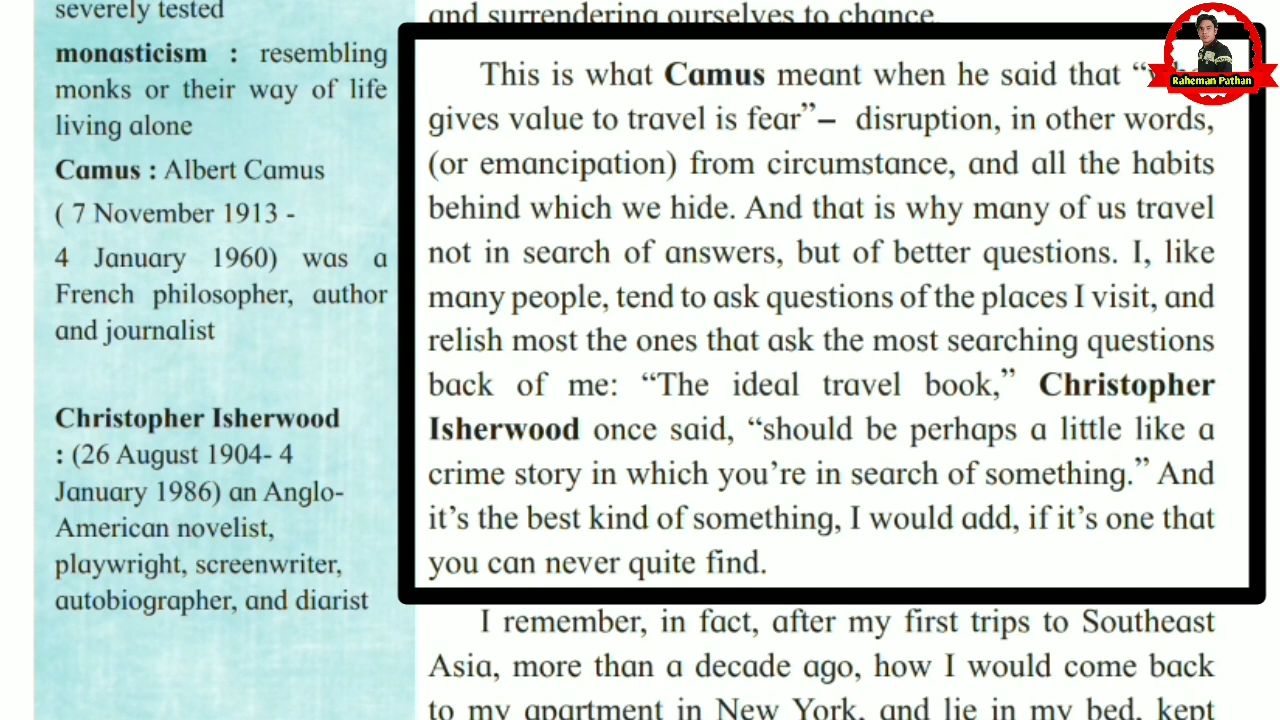 severely tested
monasticism : resembling
monks or their way of life
living alone
Camus : Albert Camus
( 7 November 1913 -
4 January 1960) was a
French philosopher, author
and journalist
Christopher Isherwood
: (26 August 1904- 4
January 1986) an Anglo-
American novelist,
playwright, screenwriter,
autobiographer, and diarist
and surrendering ourselves to chance.
This is what Camus meant when he said that “
gives value to travel is fear”– disruption, in other words,
(or emancipation) from circumstance, and all the habits
behind which we hide. And that is why many of us travel
not in search of answers, but of better questions. I, like
many people, tend to ask questions of the places I visit, and
relish most the ones that ask the most searching questions
back of me: “The ideal travel book,” Christopher
Isherwood once said, “should be perhaps a little like a
crime story in which you’re in search of something.” And
it’s the best kind of something, I would add, if it’s one that
you can never quite find.
I remember, in fact, after my first trips to Southeast
Asia, more than a decade ago, how I would come back
to my apartment in New York, and lie in my bed, kept
Raheman Pathan